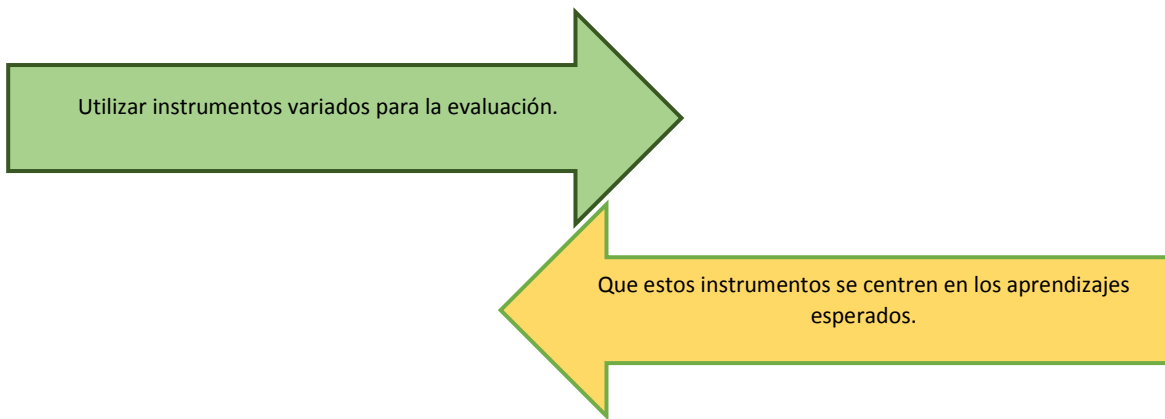 Utilizar instrumentos variados para la evaluación.
Que estos instrumentos se centren en los aprendizajes
esperados.